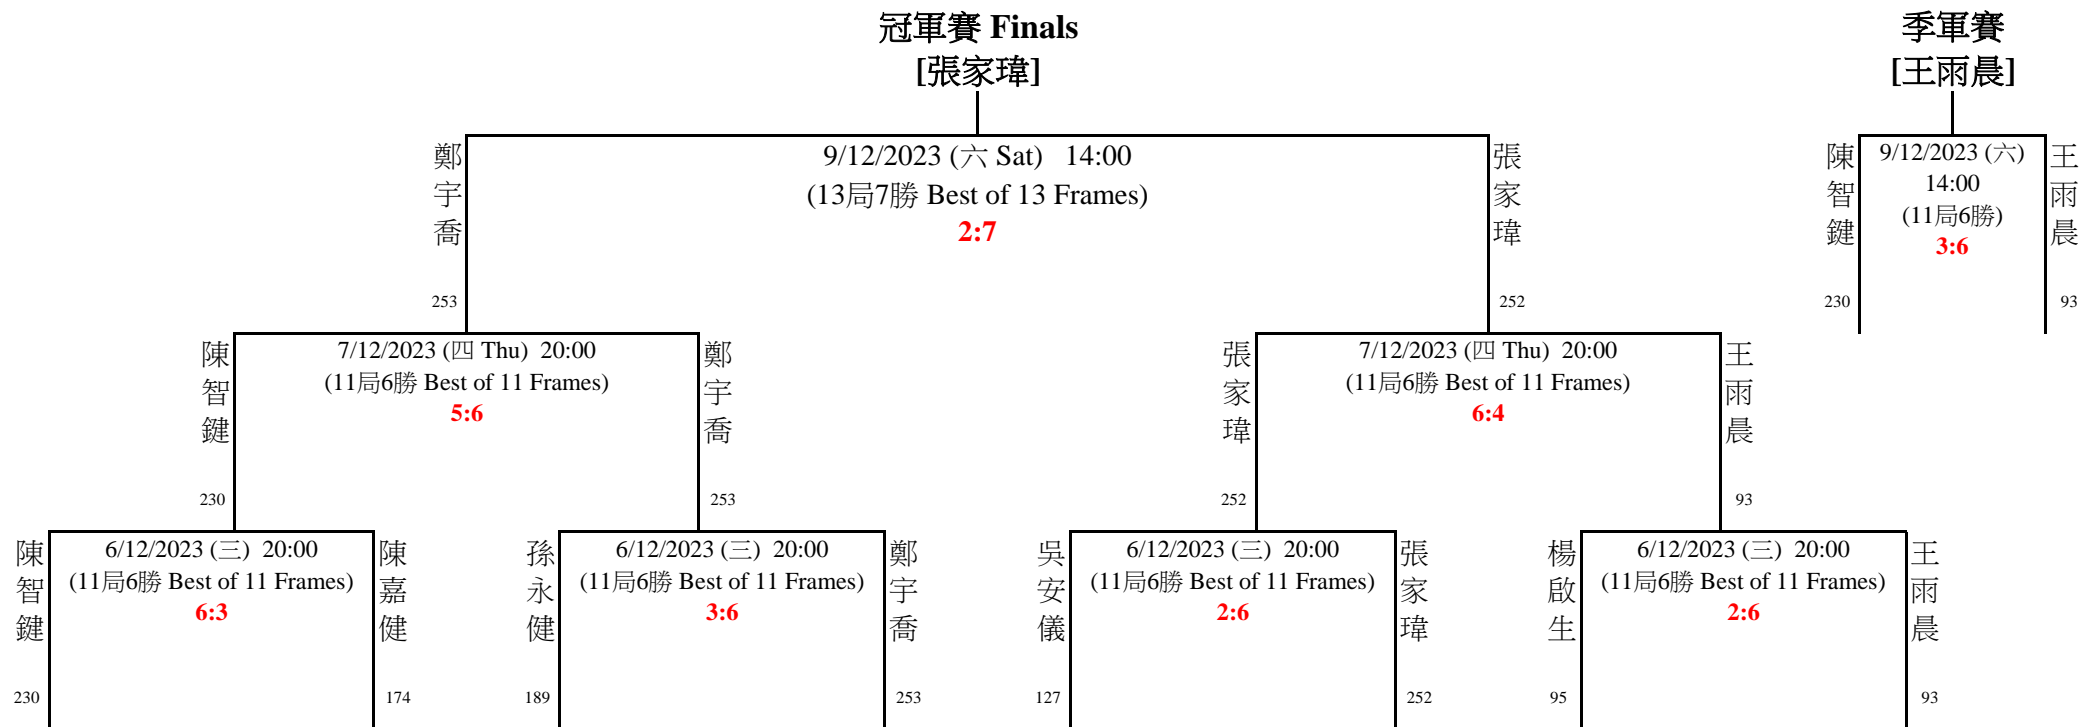 冠軍賽 Finals
[張家瑋]
季軍賽
[王雨晨]
鄭宇喬
9/12/2023 (六 Sat) 14:00
(13局7勝 Best of 13 Frames)
2:7
張家瑋
253
252
陳智鍵
9/12/2023 (六)
14:00
(11局6勝)
3:6
王雨晨
230
93
陳智鍵
7/12/2023 (四 Thu) 20:00
(11局6勝 Best of 11 Frames)
5:6
鄭宇喬
230
253
張家瑋
7/12/2023 (四 Thu) 20:00
(11局6勝 Best of 11 Frames)
6:4
王雨晨
252
93
陳智鍵
6/12/2023 (三) 20:00
(11局6勝 Best of 11 Frames)
6:3
陳嘉健
230
174
孫永健
6/12/2023 (三) 20:00
(11局6勝 Best of 11 Frames)
3:6
鄭宇喬
189
253
吳安儀
6/12/2023 (三) 20:00
(11局6勝 Best of 11 Frames)
2:6
張家瑋
127
252
楊啟生
6/12/2023 (三) 20:00
(11局6勝 Best of 11 Frames)
2:6
王雨晨
95
93